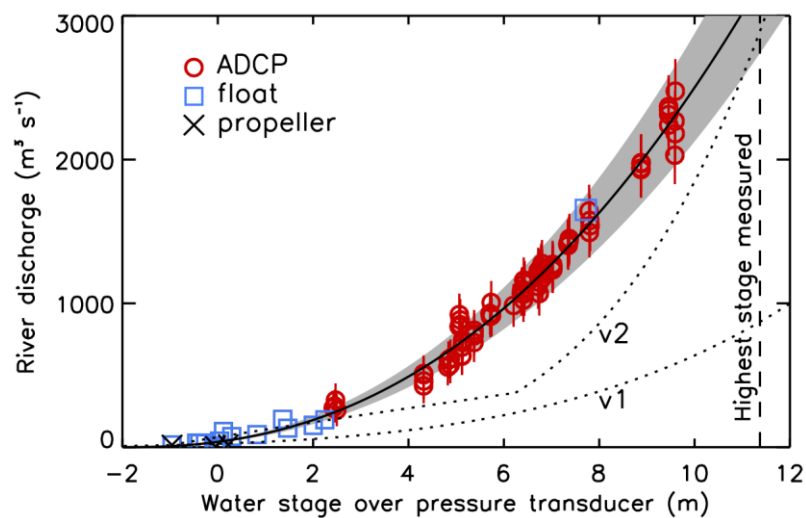 3000
2000
1000
0
River discharge (m³ s⁻¹)
ADCP
float
propeller
v2
v1
Highest stage measured
-2
0
2
4
6
8
10
12
Water stage over pressure transducer (m)